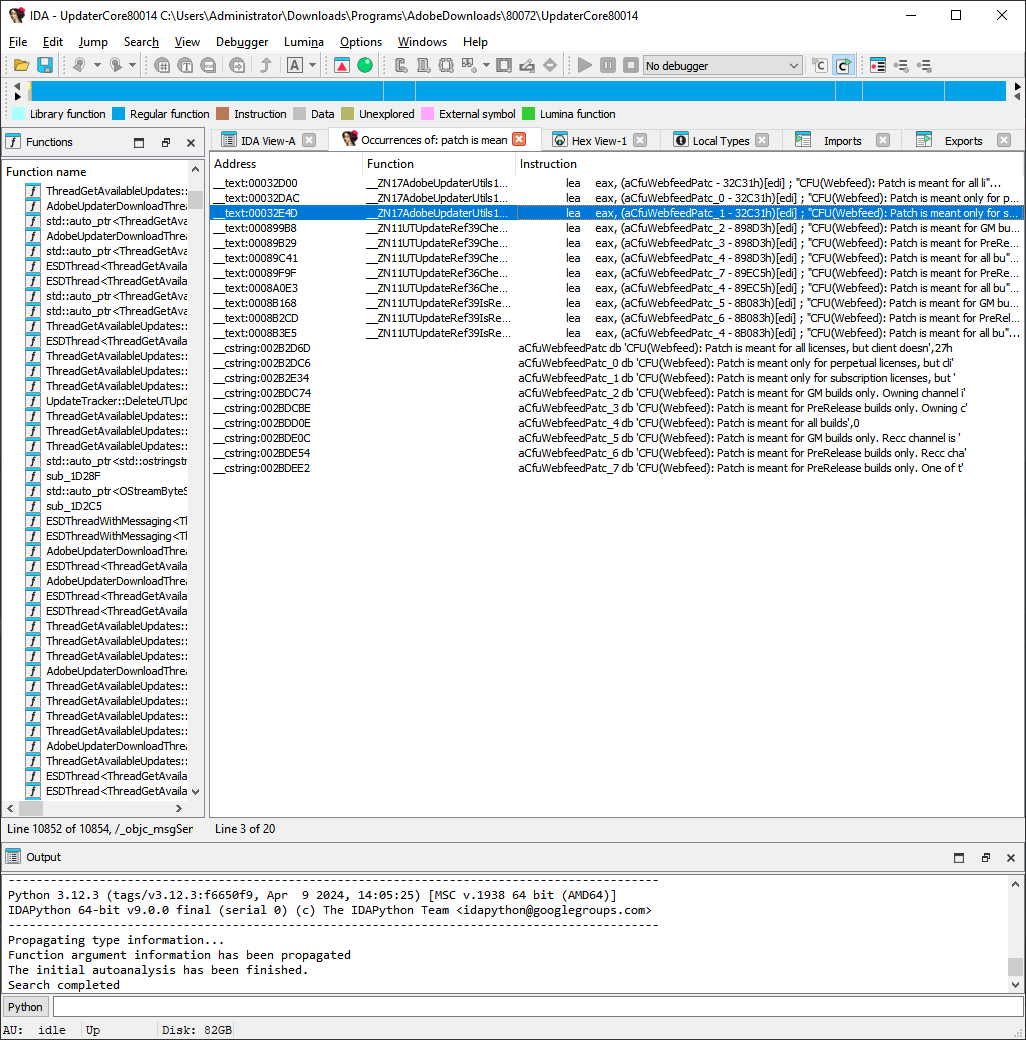 IDA - UpdaterCore80014 C:\Users\Administrator\Downloads\Programs\AdobeDownloads\80072\UpdaterCore80014
File Edit Jump Search View Debugger Lumina Options Windows Help
A No debugger
Library function Regular function Instruction Data Unexplored External symbol Lumina function
Functions
IDA View-A Occurrences of: patch is mean Hex View-1 Local Types Imports Exports
Function name
ThreadGetAvailableUpdates::
AdobeUpdaterDownloadThrea
std::auto_ptr<ThreadGetAva
AdobeUpdaterDownloadThrea
std::auto_ptr<ThreadGetAva
ESDThread<ThreadGetAvaila
ESDThread<ThreadGetAvaila
std::auto_ptr<ThreadGetAva
std::auto_ptr<ThreadGetAva
ThreadGetAvailableUpdates::
ESDThread<ThreadGetAvaila
ThreadGetAvailableUpdates::
ThreadGetAvailableUpdates::
ThreadGetAvailableUpdates::
UpdateTracker::DeleteUTUpd
ThreadGetAvailableUpdates::
ThreadGetAvailableUpdates::
ThreadGetAvailableUpdates::
std::auto_ptr<std::ostringstr
sub_1D28F
std::auto_ptr<OStreamByteS
sub_1D2C5
ESDThreadWithMessaging<Th
ESDThreadWithMessaging<Th
AdobeUpdaterDownloadThrea
ESDThread<ThreadGetAvaila
AdobeUpdaterDownloadThrea
ESDThread<ThreadGetAvaila
ESDThread<ThreadGetAvaila
ThreadGetAvailableUpdates::
ThreadGetAvailableUpdates::
ThreadGetAvailableUpdates::
AdobeUpdaterDownloadThrea
ThreadGetAvailableUpdates::
ThreadGetAvailableUpdates::
ThreadGetAvailableUpdates::
ThreadGetAvailableUpdates::
AdobeUpdaterDownloadThrea
ThreadGetAvailableUpdates::
ESDThread<ThreadGetAvaila
ESDThread<ThreadGetAvaila
Line 10852 of 10854, /_objc_msgSer
Address Function Instruction
__text:00032D00 __ZN17AdobeUpdaterUtils1... lea eax, (aCfuWebfeedPatc - 32C31h)[edi] ; "CFU(Webfeed): Patch is meant for all li"...
__text:00032DAC __ZN17AdobeUpdaterUtils1... lea eax, (aCfuWebfeedPatc_0 - 32C31h)[edi] ; "CFU(Webfeed): Patch is meant only for p...
__text:00032E4D __ZN17AdobeUpdaterUtils1... lea eax, (aCfuWebfeedPatc_1 - 32C31h)[edi] ; "CFU(Webfeed): Patch is meant only for s...
__text:000899B8 __ZN11UTUpdateRef39Che... lea eax, (aCfuWebfeedPatc_2 - 898D3h)[edi] ; "CFU(Webfeed): Patch is meant for GM bu...
__text:00089B29 __ZN11UTUpdateRef39Che... lea eax, (aCfuWebfeedPatc_3 - 898D3h)[edi] ; "CFU(Webfeed): Patch is meant for PreRe...
__text:00089C41 __ZN11UTUpdateRef39Che... lea eax, (aCfuWebfeedPatc_4 - 898D3h)[edi] ; "CFU(Webfeed): Patch is meant for all bu"...
__text:00089F9F __ZN11UTUpdateRef36Che... lea eax, (aCfuWebfeedPatc_7 - 89EC5h)[edi] ; "CFU(Webfeed): Patch is meant for PreRe...
__text:0008A0E3 __ZN11UTUpdateRef36Che... lea eax, (aCfuWebfeedPatc_4 - 89EC5h)[edi] ; "CFU(Webfeed): Patch is meant for all bu"...
__text:0008B168 __ZN11UTUpdateRef39IsRe... lea eax, (aCfuWebfeedPatc_5 - 8B083h)[edi] ; "CFU(Webfeed): Patch is meant for GM bu...
__text:0008B2CD __ZN11UTUpdateRef39IsRe... lea eax, (aCfuWebfeedPatc_6 - 8B083h)[edi] ; "CFU(Webfeed): Patch is meant for PreRel...
__text:0008B3E5 __ZN11UTUpdateRef39IsRe... lea eax, (aCfuWebfeedPatc_4 - 8B083h)[edi] ; "CFU(Webfeed): Patch is meant for all bu"...
__cstring:002B2D6D aCfuWebfeedPatc db 'CFU(Webfeed): Patch is meant for all licenses, but client doesn',27h
__cstring:002B2DC6 aCfuWebfeedPatc_0 db 'CFU(Webfeed): Patch is meant only for perpetual licenses, but cli'
__cstring:002B2E34 aCfuWebfeedPatc_1 db 'CFU(Webfeed): Patch is meant only for subscription licenses, but '
__cstring:002BDC74 aCfuWebfeedPatc_2 db 'CFU(Webfeed): Patch is meant for GM builds only. Owning channel i'
__cstring:002BDCBE aCfuWebfeedPatc_3 db 'CFU(Webfeed): Patch is meant for PreRelease builds only. Owning c'
__cstring:002BDD0E aCfuWebfeedPatc_4 db 'CFU(Webfeed): Patch is meant for all builds',0
__cstring:002BDE0C aCfuWebfeedPatc_5 db 'CFU(Webfeed): Patch is meant for GM builds only. Recc channel is '
__cstring:002BDE54 aCfuWebfeedPatc_6 db 'CFU(Webfeed): Patch is meant for PreRelease builds only. Recc cha'
__cstring:002BDEE2 aCfuWebfeedPatc_7 db 'CFU(Webfeed): Patch is meant for PreRelease builds only. One of t'
Line 3 of 20
Output
-----------------------------------------------------------------------------------------
Python 3.12.3 (tags/v3.12.3:f6650f9, Apr  9 2024, 14:05:25) [MSC v.1938 64 bit (AMD64)]
IDAPython 64-bit v9.0.0 final (serial 0) (c) The IDAPython Team <idapython@googlegroups.com>
-----------------------------------------------------------------------------------------
Propagating type information...
Function argument information has been propagated
The initial autoanalysis has been finished.
Search completed
Python
AU: idle Up Disk: 82GB